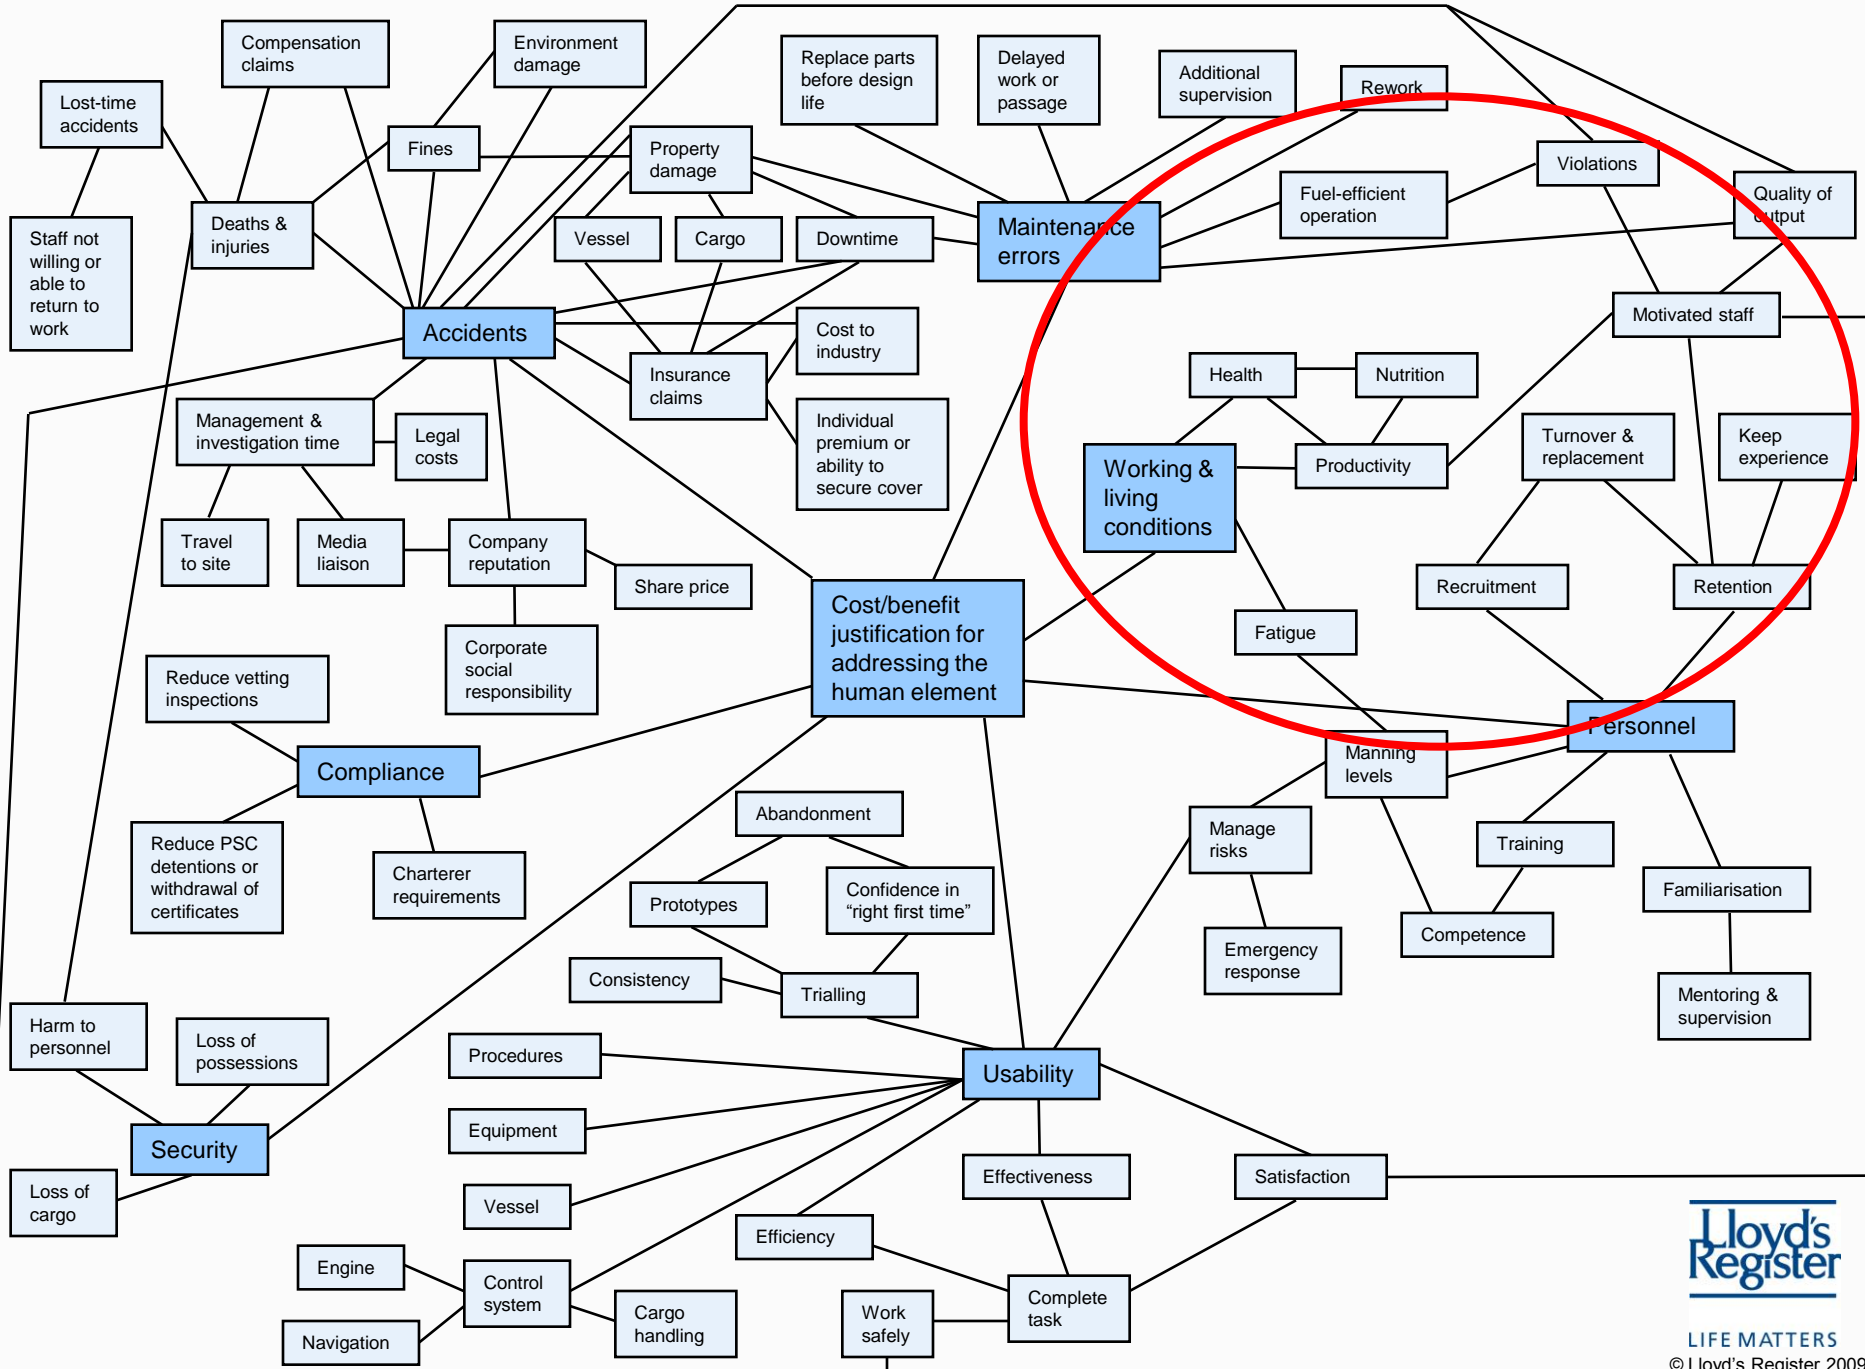 Compensation
claims
Environment
damage
Replace parts
before design
life
Delayed
work or
passage
Additional
supervision
Rework
Lost-time
accidents
Fines
Property
damage
Violations
Fuel-efficient
operation
Quality of
output
Staff not
willing or
able to
return to
work
Deaths &
injuries
Vessel
Cargo
Downtime
Maintenance
errors
Motivated staff
Accidents
Cost to
industry
Insurance
claims
Health
Nutrition
Management &
investigation time
Legal
costs
Individual
premium or
ability to
secure cover
Working &
living
conditions
Productivity
Turnover &
replacement
Keep
experience
Travel
to site
Media
liaison
Company
reputation
Share price
Cost/benefit
justification for
addressing the
human element
Recruitment
Retention
Fatigue
Corporate
social
responsibility
Reduce vetting
inspections
Personnel
Compliance
Manning
levels
Abandonment
Manage
risks
Training
Reduce PSC
detentions or
withdrawal of
certificates
Charterer
requirements
Prototypes
Confidence in
“right first time”
Familiarisation
Competence
Emergency
response
Consistency
Trialling
Mentoring &
supervision
Harm to
personnel
Loss of
possessions
Procedures
Usability
Equipment
Security
Effectiveness
Satisfaction
Loss of
cargo
Vessel
Efficiency
Engine
Control
system
Navigation
Cargo
handling
Work
safely
Complete
task
Lloyd's
Register
LIFE MATTERS
© Lloyd's Register 2009